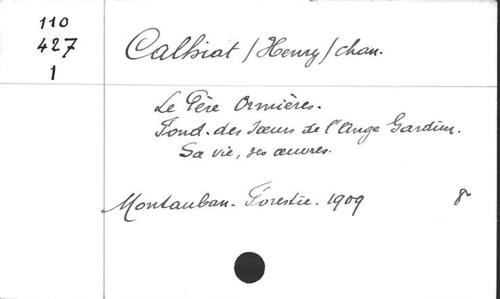 110
427
1
Calhiat / Henry / chan.
Le Père Ormières.
Fond. des Sœurs de l'Ange Gardien.
Sa vie, ses œuvres.
Montauban - Forestié. 1909 8°